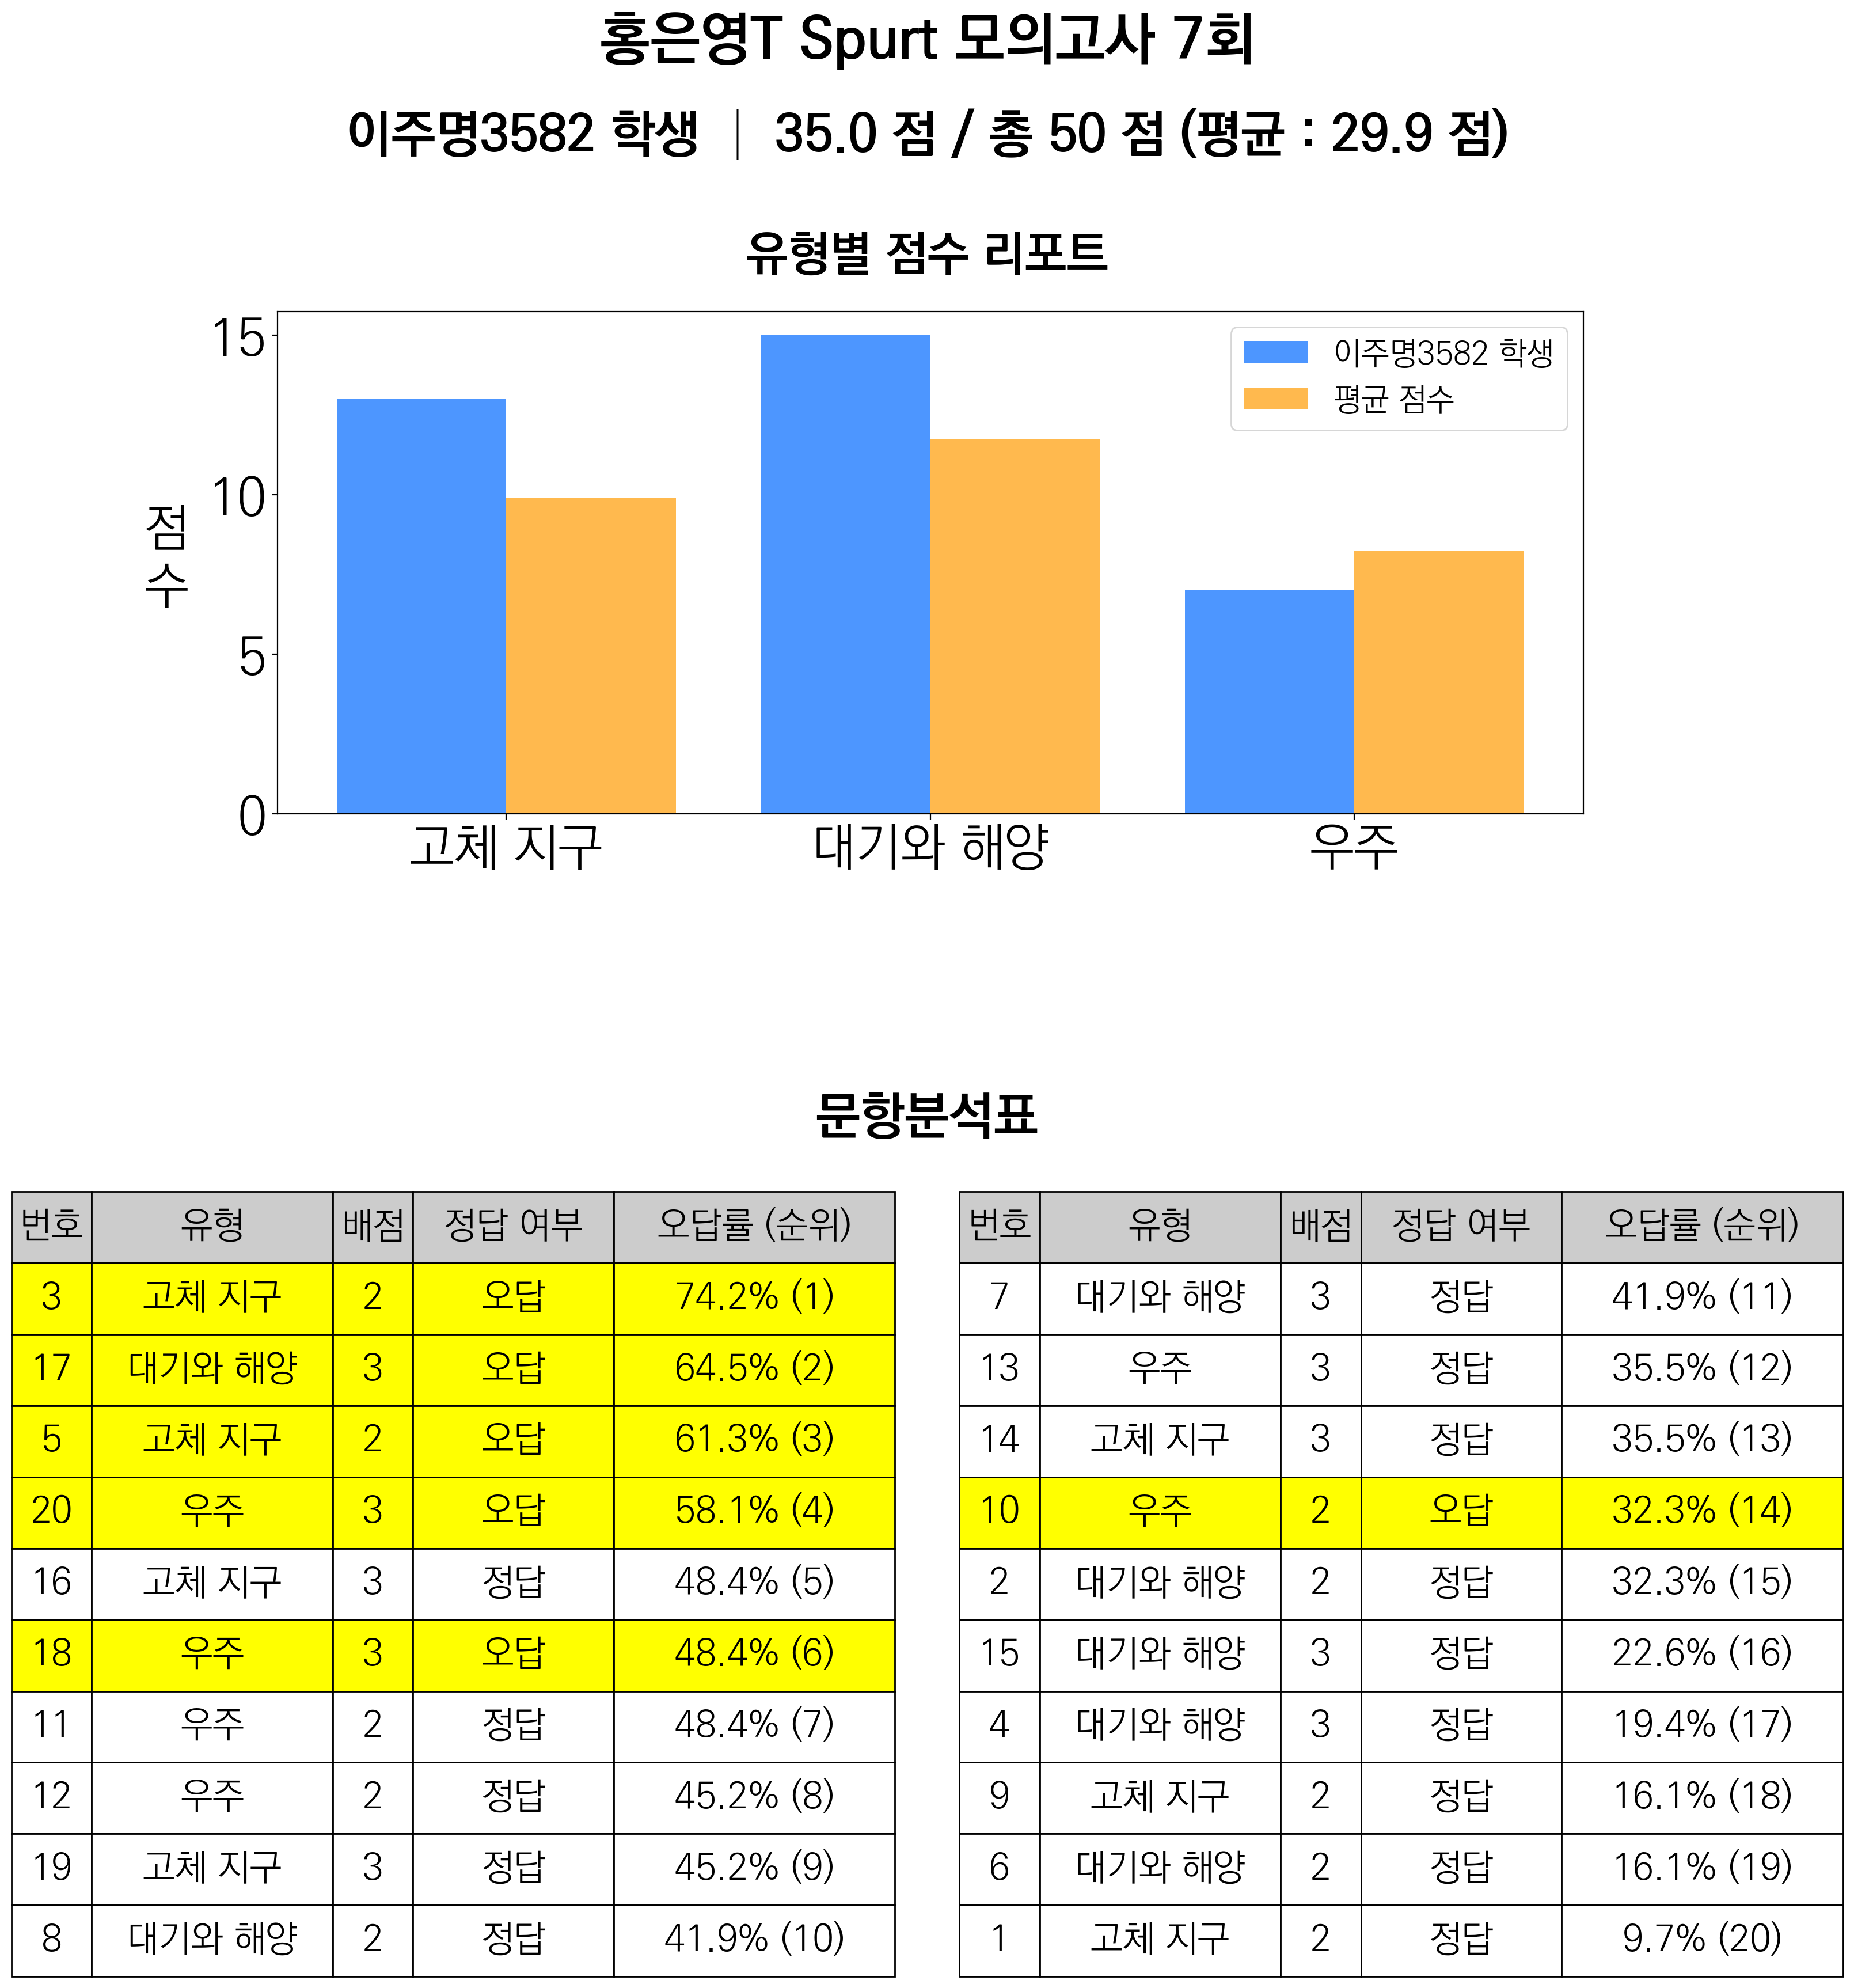 홍은영T Spurt 모의고사 7회
이주명3582 학생 | 35.0 점 / 총 50 점 (평균 : 29.9 점)
유형별 점수 리포트
이주명3582 학생
평균 점수
점
수
15
10
5
0
고체 지구 대기와 해양 우주
문항분석표
번호 유형 배점 정답 여부 오답률 (순위)
3 고체 지구 2 오답 74.2% (1)
17 대기와 해양 3 오답 64.5% (2)
5 고체 지구 2 오답 61.3% (3)
20 우주 3 오답 58.1% (4)
16 고체 지구 3 정답 48.4% (5)
18 우주 3 오답 48.4% (6)
11 우주 2 정답 48.4% (7)
12 우주 2 정답 45.2% (8)
19 고체 지구 3 정답 45.2% (9)
8 대기와 해양 2 정답 41.9% (10)
번호 유형 배점 정답 여부 오답률 (순위)
7 대기와 해양 3 정답 41.9% (11)
13 우주 3 정답 35.5% (12)
14 고체 지구 3 정답 35.5% (13)
10 우주 2 오답 32.3% (14)
2 대기와 해양 2 정답 32.3% (15)
15 대기와 해양 3 정답 22.6% (16)
4 대기와 해양 3 정답 19.4% (17)
9 고체 지구 2 정답 16.1% (18)
6 대기와 해양 2 정답 16.1% (19)
1 고체 지구 2 정답 9.7% (20)